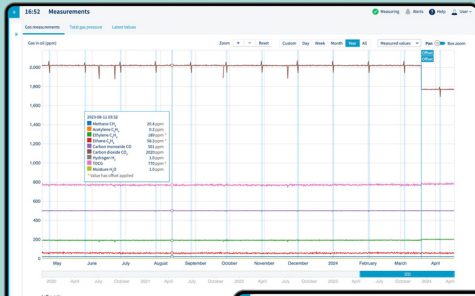 16:52 Measurements
Measuring Alerts Help User
Gas measurements Total gas pressure Latest Values
Gas in oil (ppm) Zoom + − Reset Custom Day Week Month Year All Measured values Pan Box zoom
Offset
Offset
2,000
1,800
1,600
1,400
1,200
1,000
800
600
400
200
0
2023-08-11 03:32
Methane CH₄ 20.4 ppm
Acetylene C₂H₂ 0.2 ppm
Ethylene C₂H₄ 189 ppm *
Ethane C₂H₆ 58.3 ppm *
Carbon monoxide CO 501 ppm
Carbon dioxide CO₂ 2020 ppm
Hydrogen H₂ 1.0 ppm
TDCG 770 ppm *
Moisture H₂O 1.0 ppm
* Value has offset applied
May June July August September October November December 2024 February March April
2020 April July October 2021 April July October 2022 April July October 2023 April July October 2024 April